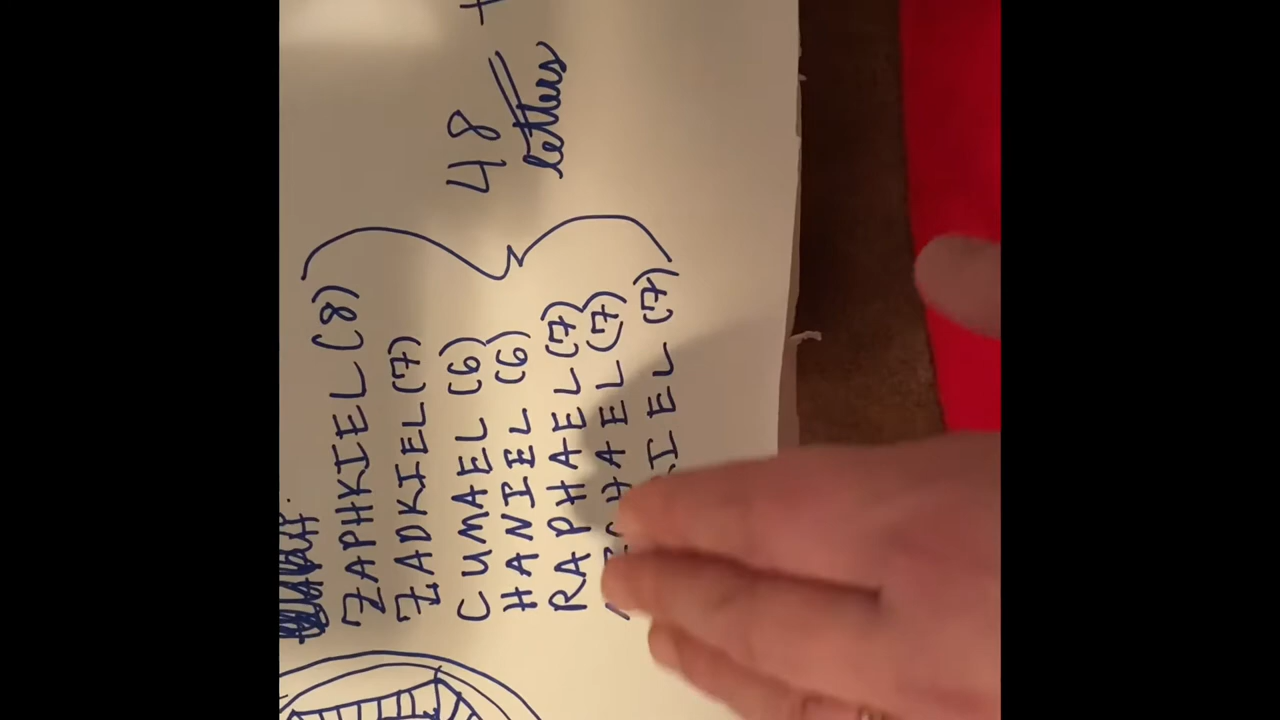 ZAPHKIEL (8)
ZADKIEL (7)
CUMAEL (6)
HANIEL (6)
RAPHAEL (7)
(7)
(7)
48
letters